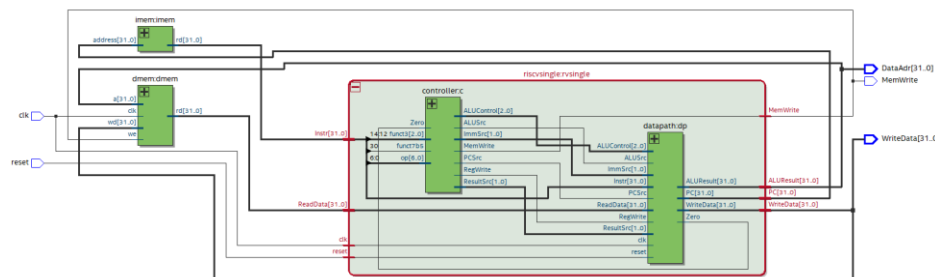 imem:imem
address[31..0]
rd[31..0]
dmem:dmem
a[31..0]
clk
wd[31..0]
we
rd[31..0]
clk
reset
riscvsingle:rvsingle
controller:c
Zero
14:12 funct3[2..0]
30 funct7b5
6:0 op[6..0]
ALUControl[2..0]
ALUSrc
ImmSrc[1..0]
MemWrite
PCSrc
RegWrite
ResultSrc[1..0]
Instr[31..0]
ReadData[31..0]
clk
reset
datapath:dp
ALUControl[2..0]
ALUSrc
ImmSrc[1..0]
Instr[31..0]
PCSrc
ReadData[31..0]
RegWrite
ResultSrc[1..0]
clk
reset
ALUResult[31..0]
PC[31..0]
WriteData[31..0]
Zero
MemWrite
ALUResult[31..0]
PC[31..0]
WriteData[31..0]
DataAdr[31..0]
MemWrite
WriteData[31..0